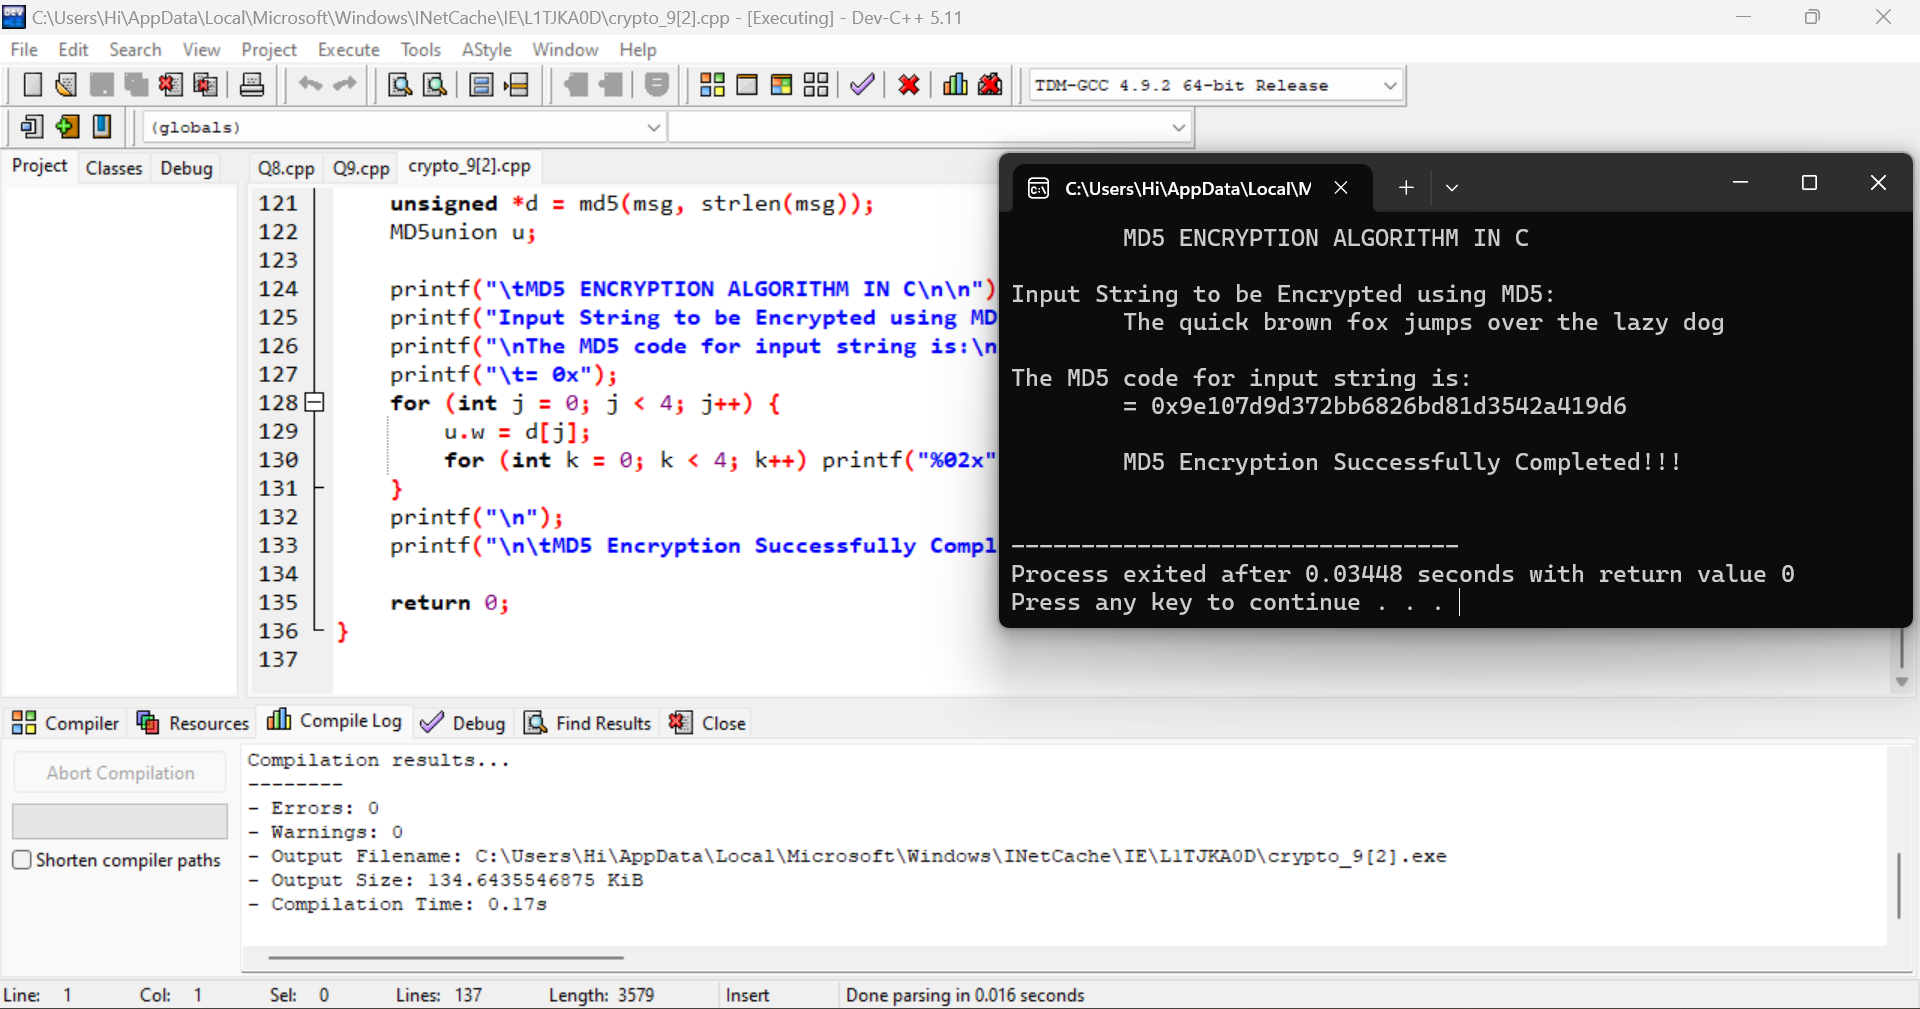 C:\Users\Hi\AppData\Local\Microsoft\Windows\INetCache\IE\L1TJKA0D\crypto_9[2].cpp - [Executing] - Dev-C++ 5.11
File Edit Search View Project Execute Tools AStyle Window Help
TDM-GCC 4.9.2 64-bit Release
(globals)
Project Classes Debug
Q8.cpp Q9.cpp crypto_9[2].cpp
121 unsigned *d = md5(msg, strlen(msg));
122 MD5union u;
123
124 printf("\tMD5 ENCRYPTION ALGORITHM IN C\n\n")
125 printf("Input String to be Encrypted using MD
126 printf("\nThe MD5 code for input string is:\n
127 printf("\t= 0x");
128 for (int j = 0; j < 4; j++) {
129 u.w = d[j];
130 for (int k = 0; k < 4; k++) printf("%02x"
131 }
132 printf("\n");
133 printf("\n\tMD5 Encryption Successfully Compl
134
135 return 0;
136 }
137
C:\Users\Hi\AppData\Local\M
MD5 ENCRYPTION ALGORITHM IN C
Input String to be Encrypted using MD5:
The quick brown fox jumps over the lazy dog
The MD5 code for input string is:
= 0x9e107d9d372bb6826bd81d3542a419d6
MD5 Encryption Successfully Completed!!!
--------------------------------
Process exited after 0.03448 seconds with return value 0
Press any key to continue . . .
Compiler Resources Compile Log Debug Find Results Close
Abort Compilation
Shorten compiler paths
Compilation results...
--------
- Errors: 0
- Warnings: 0
- Output Filename: C:\Users\Hi\AppData\Local\Microsoft\Windows\INetCache\IE\L1TJKA0D\crypto_9[2].exe
- Output Size: 134.6435546875 KiB
- Compilation Time: 0.17s
Line: 1 Col: 1 Sel: 0 Lines: 137 Length: 3579 Insert Done parsing in 0.016 seconds